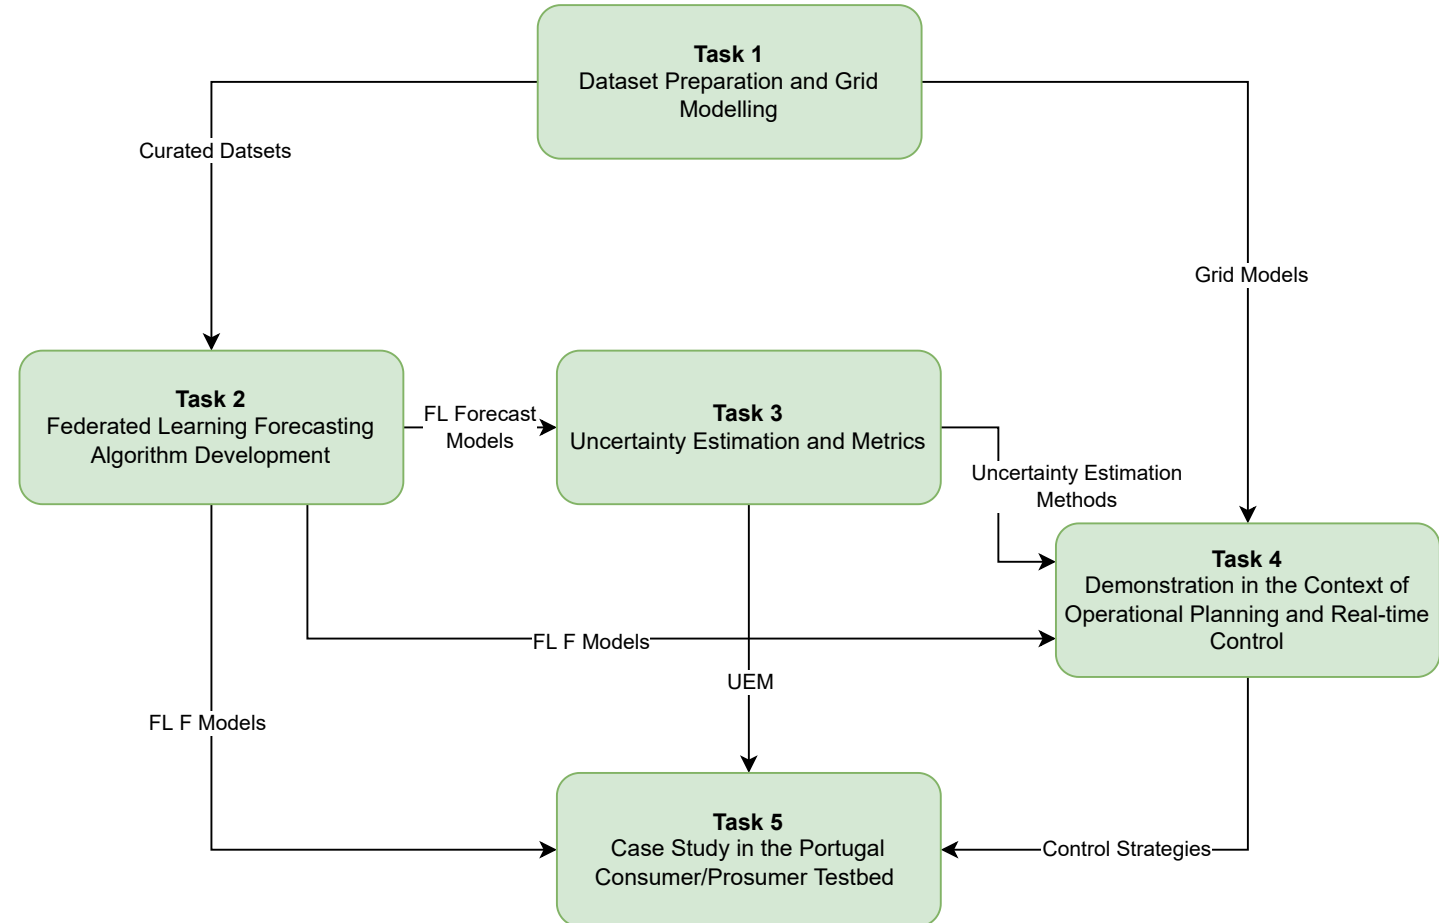 Task 1
Dataset Preparation and Grid
Modelling
Curated Datsets
Grid Models
Task 2
Federated Learning Forecasting
Algorithm Development
FL Forecast
Models
Task 3
Uncertainty Estimation and Metrics
Uncertainty Estimation
Methods
Task 4
Demonstration in the Context of
Operational Planning and Real-time
Control
FL F Models
UEM
FL F Models
Task 5
Case Study in the Portugal
Consumer/Prosumer Testbed
Control Strategies